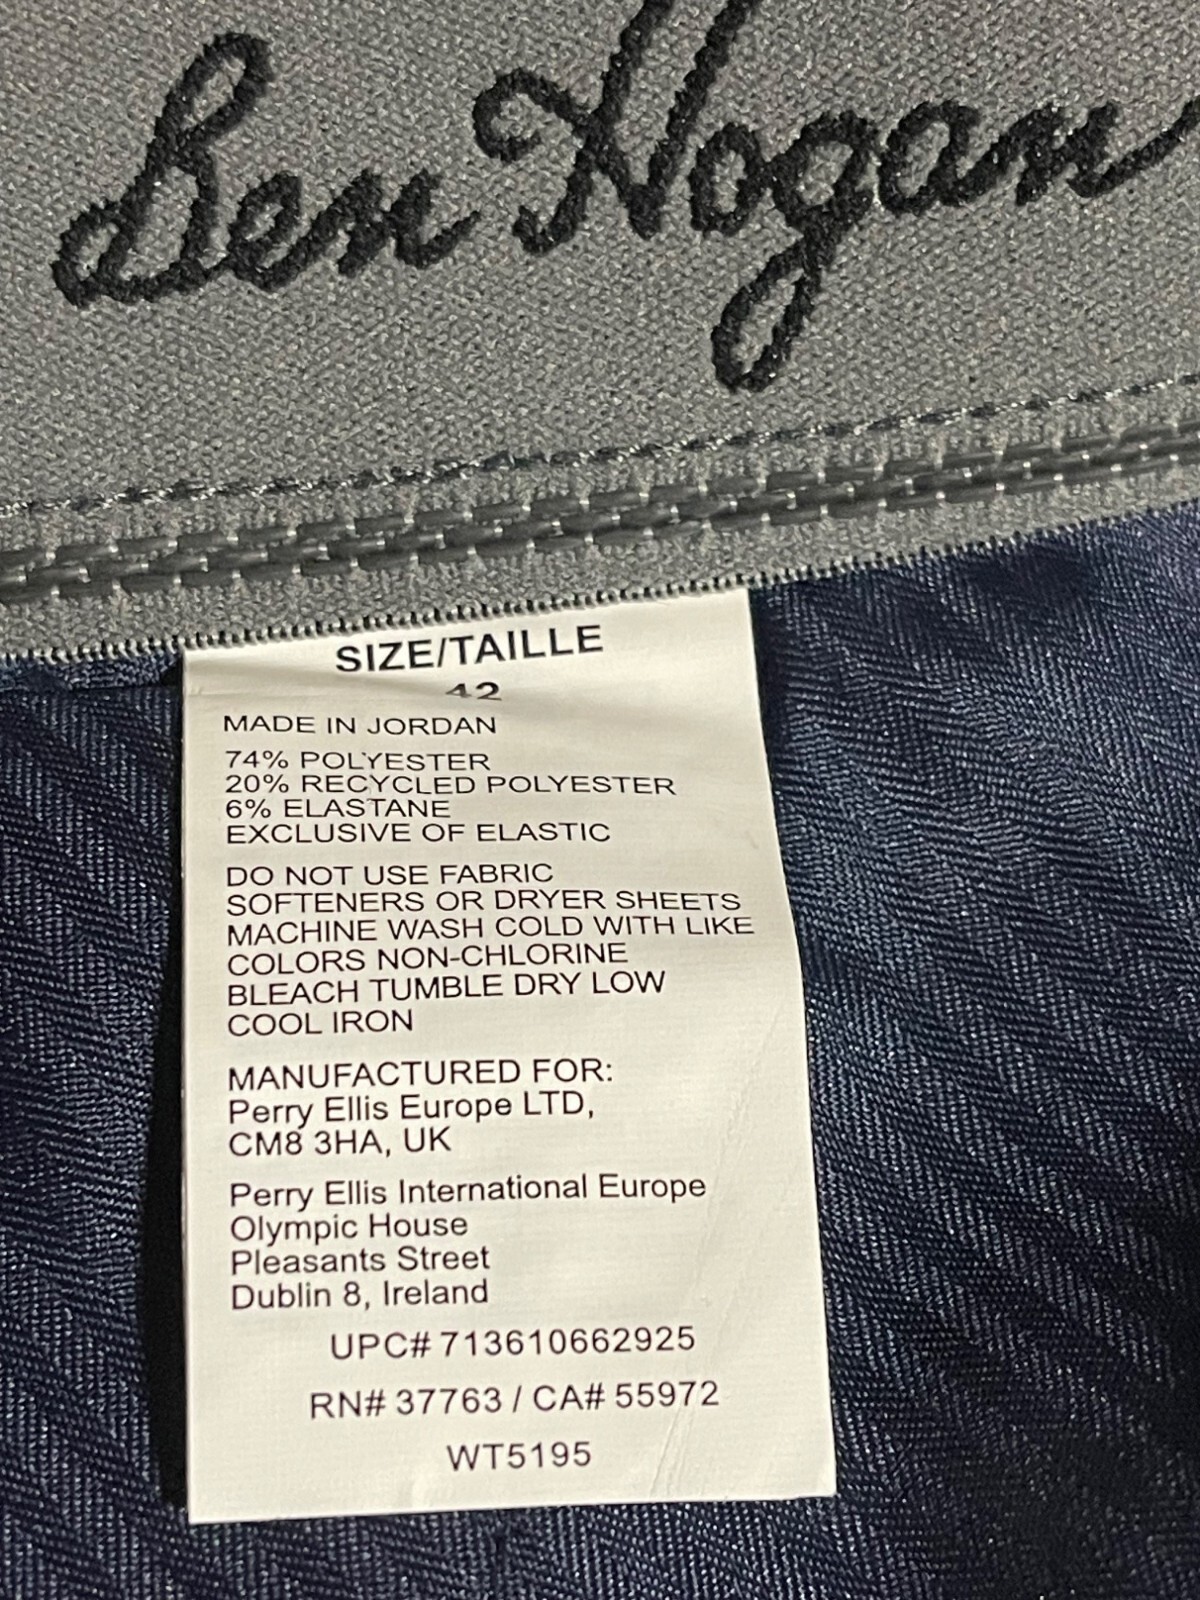 Ben Hogan
SIZE/TAILLE
42
MADE IN JORDAN
74% POLYESTER
20% RECYCLED POLYESTER
6% ELASTANE
EXCLUSIVE OF ELASTIC
DO NOT USE FABRIC
SOFTENERS OR DRYER SHEETS
MACHINE WASH COLD WITH LIKE
COLORS NON-CHLORINE
BLEACH TUMBLE DRY LOW
COOL IRON
MANUFACTURED FOR:
Perry Ellis Europe LTD,
CM8 3HA, UK
Perry Ellis International Europe
Olympic House
Pleasants Street
Dublin 8, Ireland
UPC# 713610662925
RN# 37763 / CA# 55972
WT5195